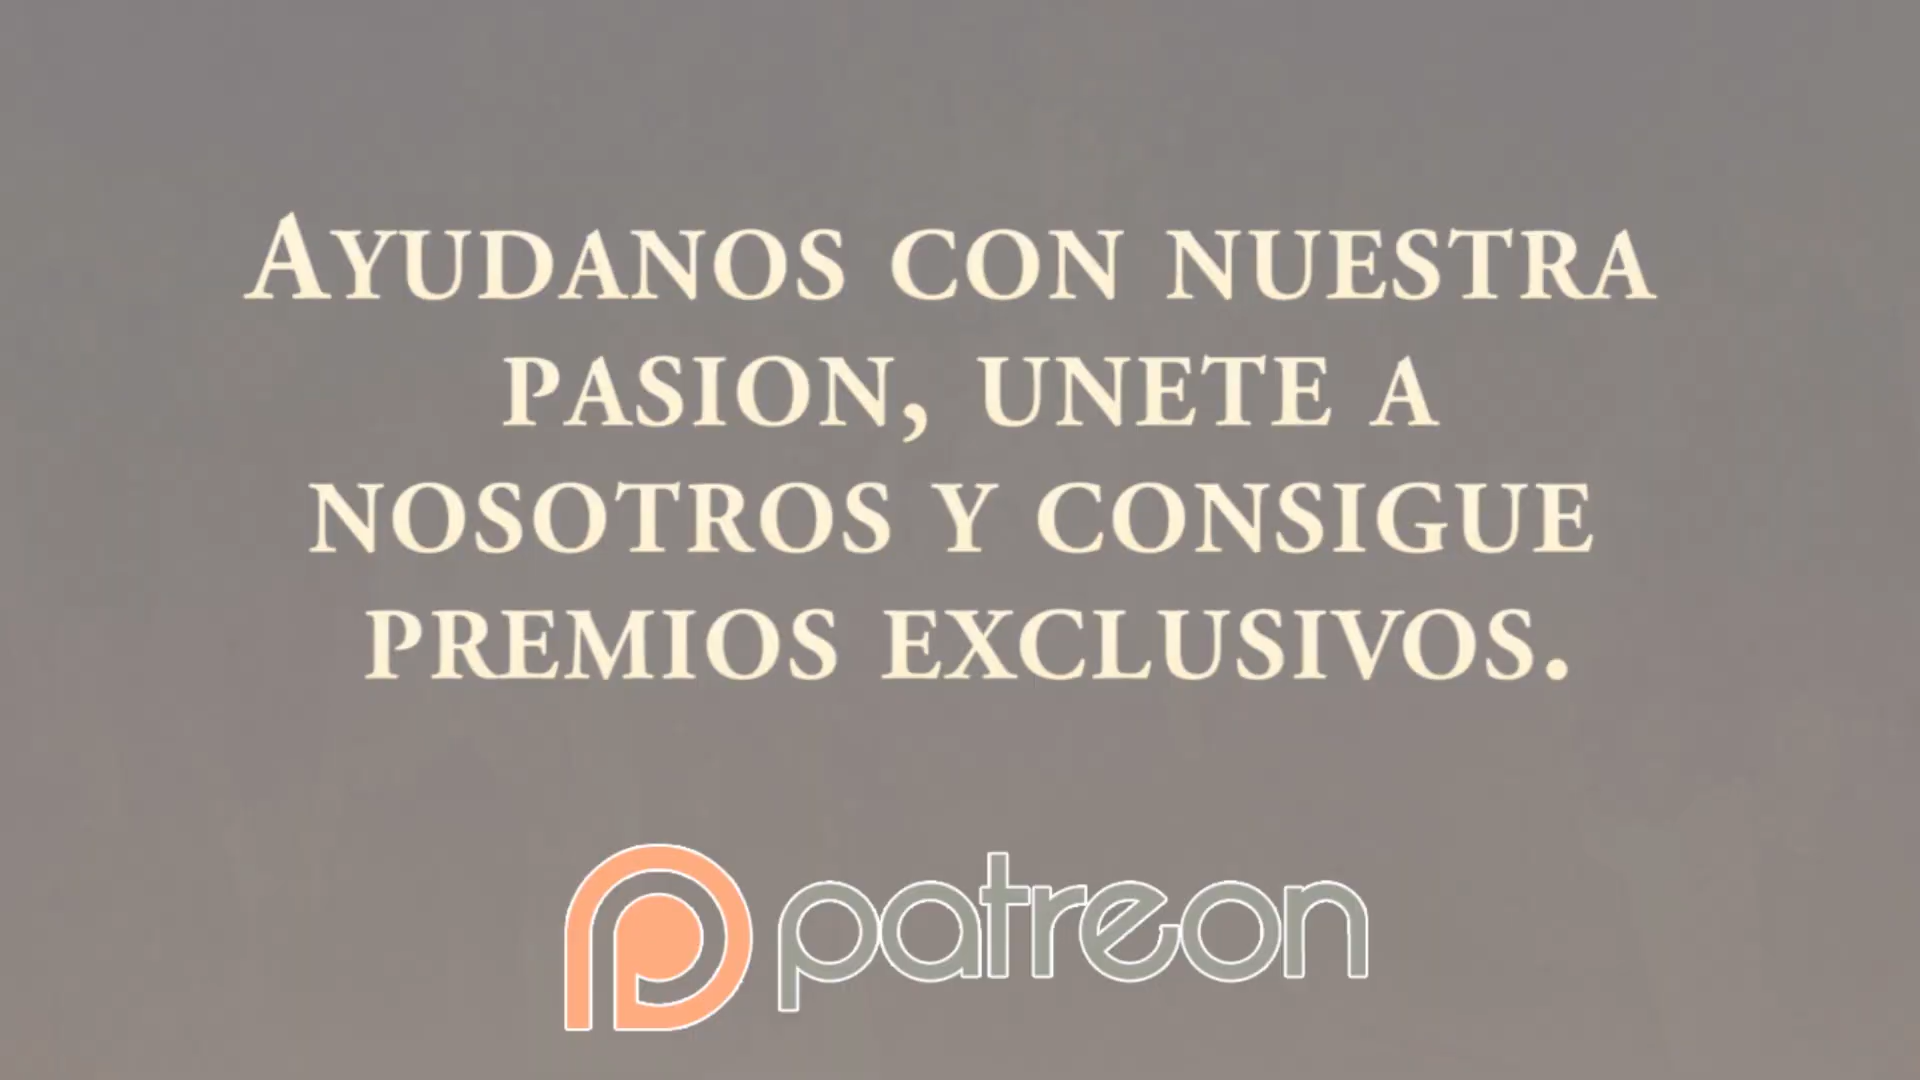 Ayudanos con nuestra
pasion, unete a
nosotros y consigue
premios exclusivos.
patreon